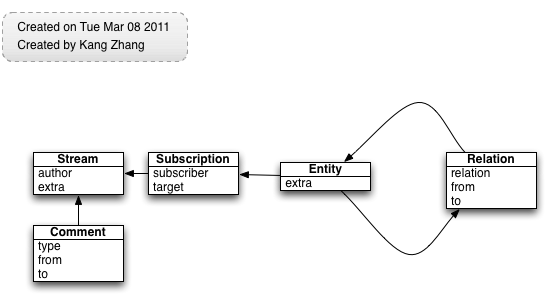 Created on Tue Mar 08 2011
Created by Kang Zhang
Stream
author
extra
Subscription
subscriber
target
Entity
extra
Relation
relation
from
to
Comment
type
from
to